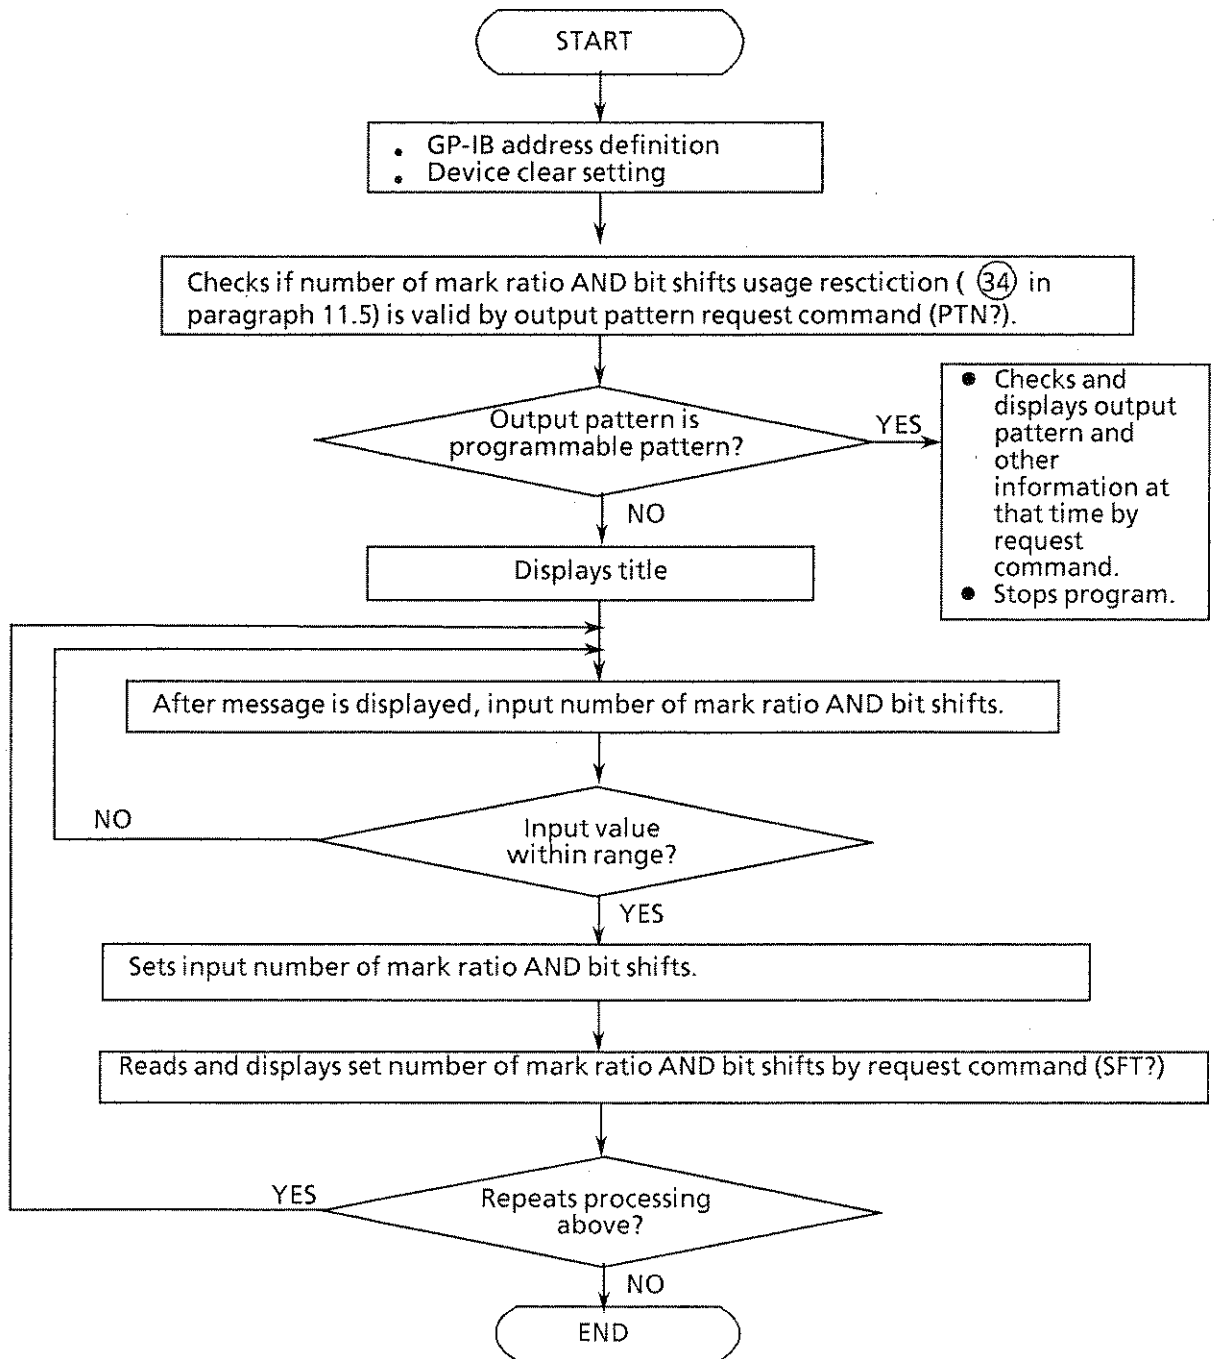 START
• GP-IB address definition
• Device clear setting
Checks if number of mark ratio AND bit shifts usage resctiction ( 34 in
paragraph 11.5) is valid by output pattern request command (PTN?).
Output pattern is
programmable pattern?
YES
● Checks and
displays output
pattern and
other
information at
that time by
request
command.
● Stops program.
NO
Displays title
After message is displayed, input number of mark ratio AND bit shifts.
NO
Input value
within range?
YES
Sets input number of mark ratio AND bit shifts.
Reads and displays set number of mark ratio AND bit shifts by request command (SFT?)
YES
Repeats processing
above?
NO
END